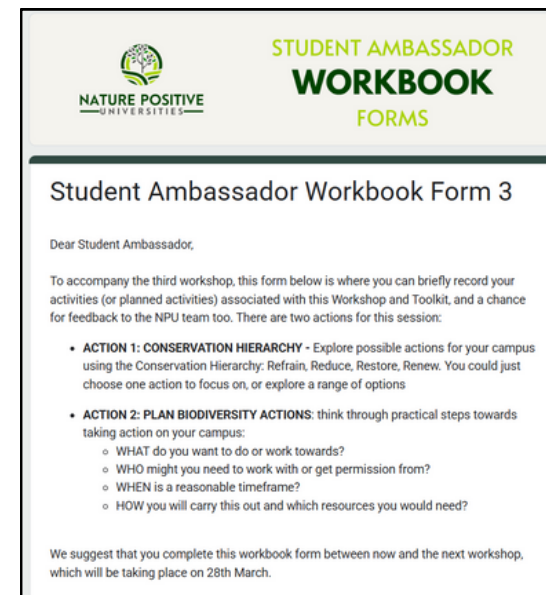 STUDENT AMBASSADOR
WORKBOOK
FORMS
NATURE POSITIVE
UNIVERSITIES
Student Ambassador Workbook Form 3
Dear Student Ambassador,
To accompany the third workshop, this form below is where you can briefly record your
activities (or planned activities) associated with this Workshop and Toolkit, and a chance
for feedback to the NPU team too. There are two actions for this session:
• ACTION 1: CONSERVATION HIERARCHY - Explore possible actions for your campus
using the Conservation Hierarchy: Refrain, Reduce, Restore, Renew. You could just
choose one action to focus on, or explore a range of options
• ACTION 2: PLAN BIODIVERSITY ACTIONS: think through practical steps towards
taking action on your campus:
○ WHAT do you want to do or work towards?
○ WHO might you need to work with or get permission from?
○ WHEN is a reasonable timeframe?
○ HOW you will carry this out and which resources you would need?
We suggest that you complete this workbook form between now and the next workshop,
which will be taking place on 28th March.